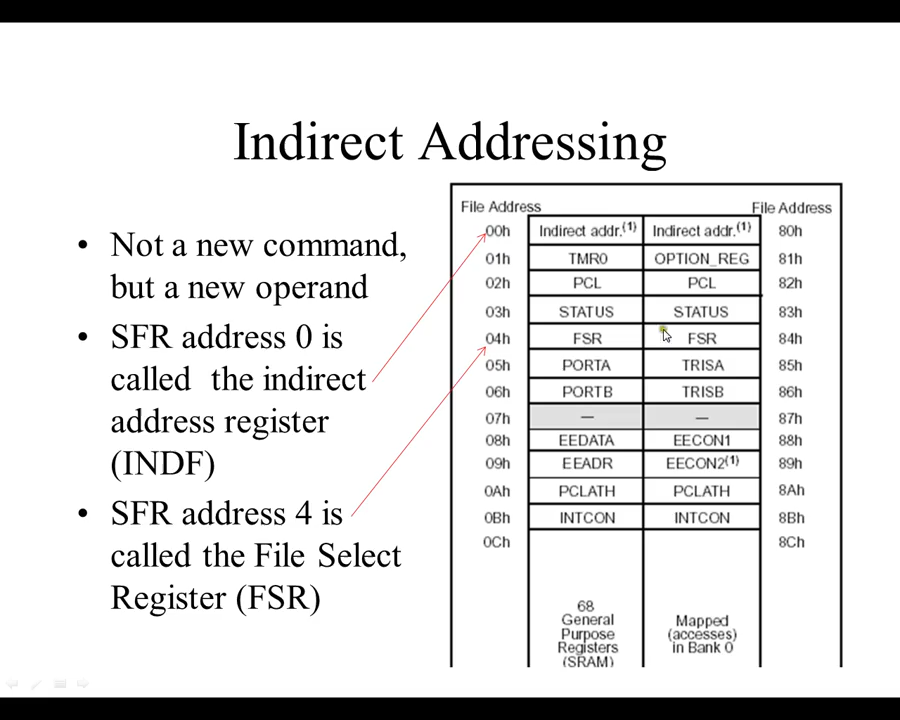 Indirect Addressing
• Not a new command,
but a new operand
• SFR address 0 is
called the indirect
address register
(INDF)
• SFR address 4 is
called the File Select
Register (FSR)
File Address File Address
00h Indirect addr.(1) Indirect addr.(1) 80h
01h TMR0 OPTION_REG 81h
02h PCL PCL 82h
03h STATUS STATUS 83h
04h FSR FSR 84h
05h PORTA TRISA 85h
06h PORTB TRISB 86h
07h — — 87h
08h EEDATA EECON1 88h
09h EEADR EECON2(1) 89h
0Ah PCLATH PCLATH 8Ah
0Bh INTCON INTCON 8Bh
0Ch 8Ch
68
General
Purpose
Registers
(SRAM)
Mapped
(accesses)
in Bank 0